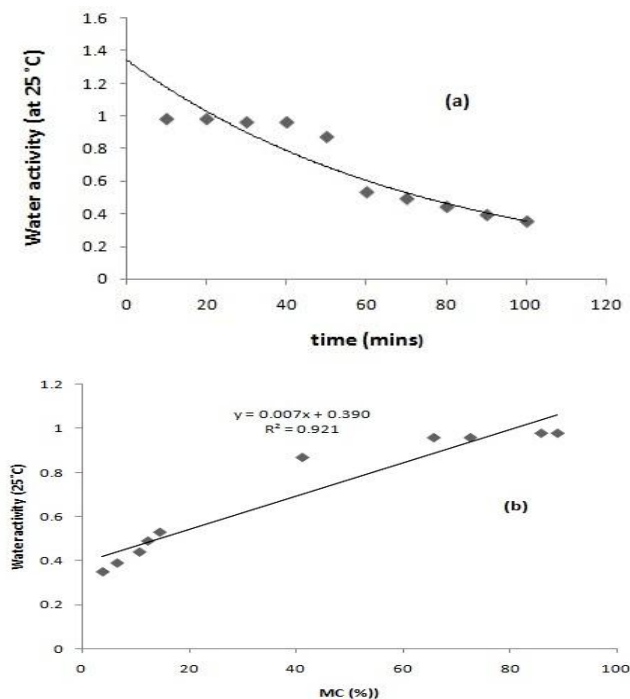 1.6
1.4
1.2
1
0.8
0.6
0.4
0.2
0
Water activity (at 25˚C)
(a)
0 20 40 60 80 100 120
time (mins)
1.2
1
0.8
0.6
0.4
0.2
0
Wateractivity (25˚C)
y = 0.007x + 0.390
R² = 0.921
(b)
0 20 40 60 80 100
MC (%))